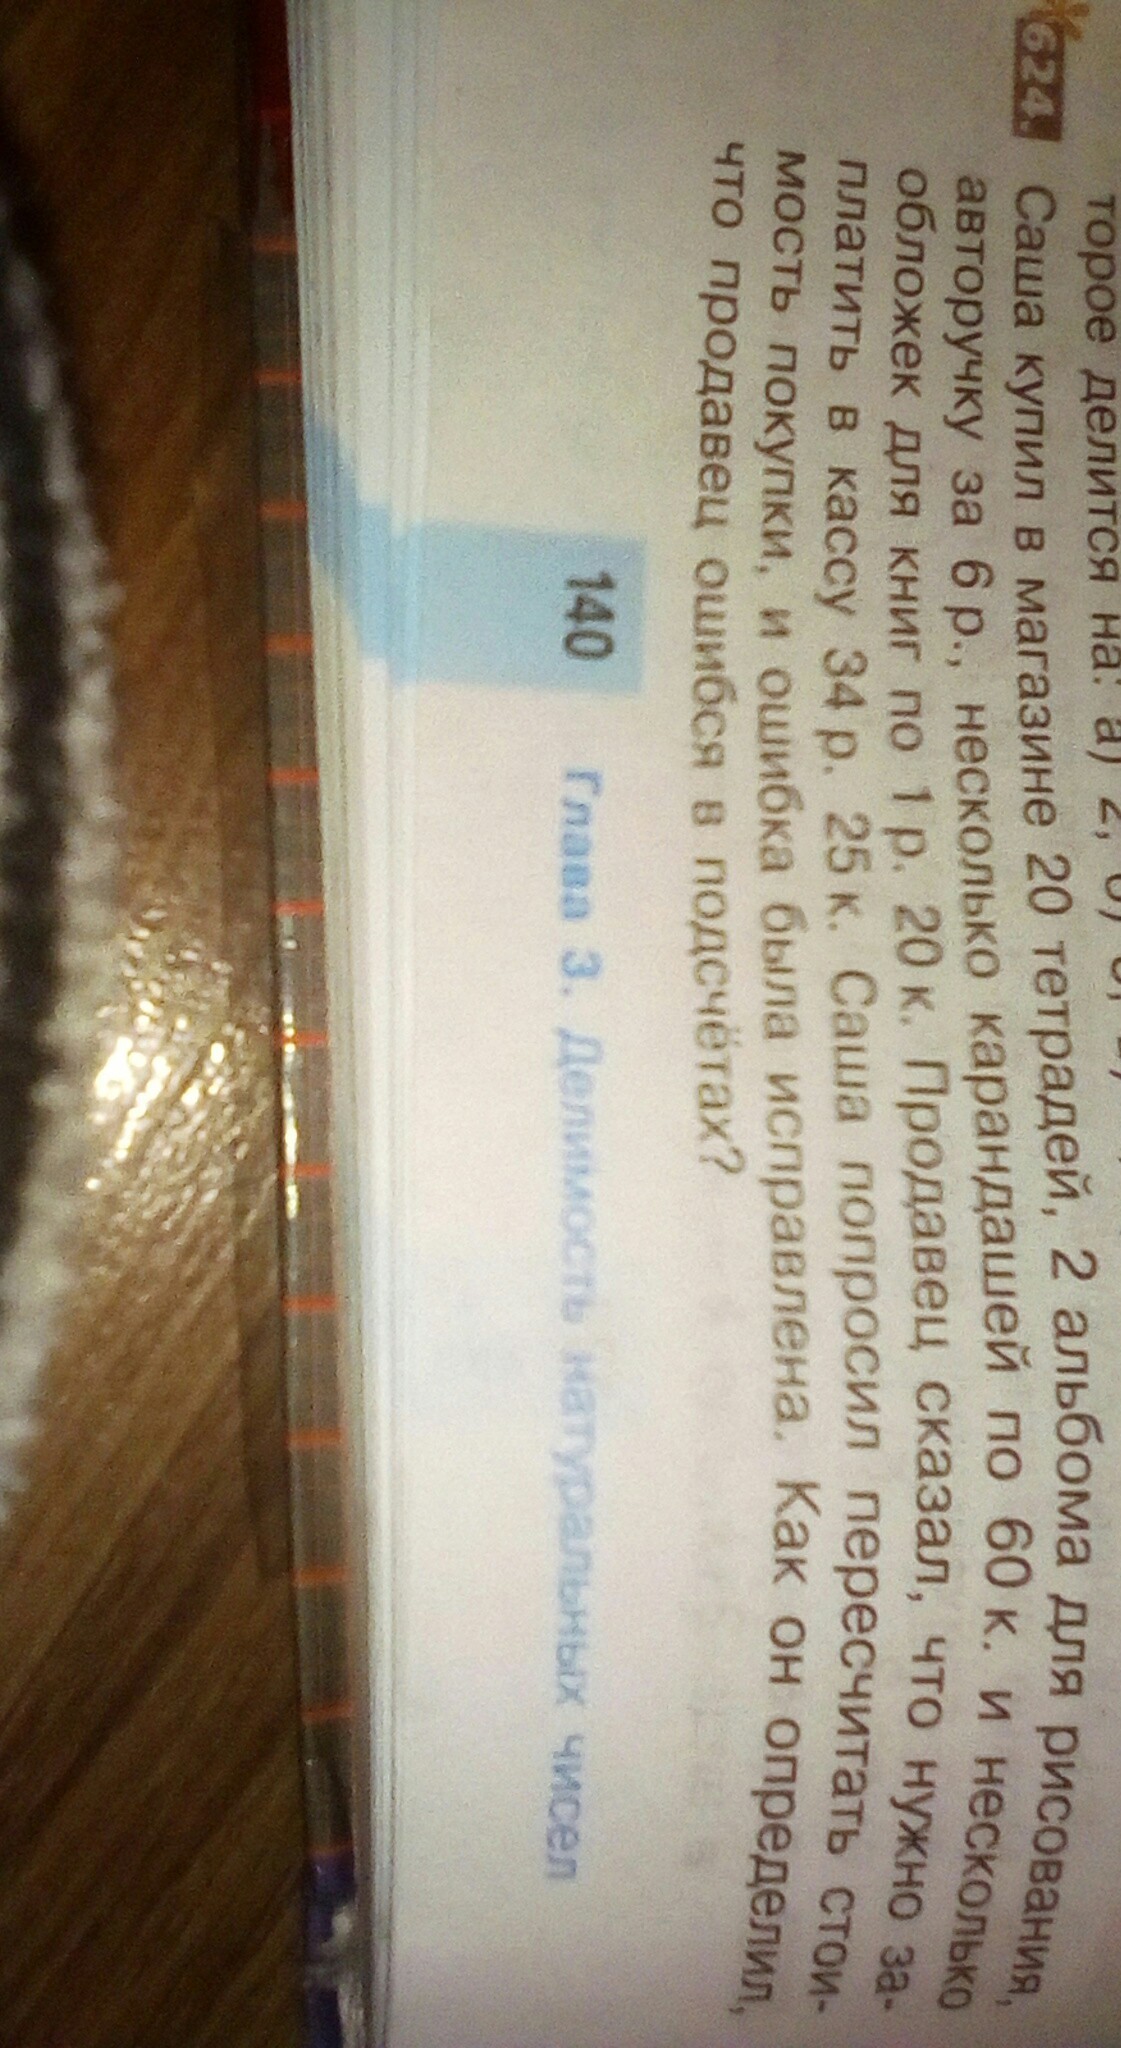 торое делится на: а) 2,
*624. Саша купил в магазине 20 тетрадей, 2 альбома для рисования,
авторучку за 6 р., несколько карандашей по 60 к. и несколько
обложек для книг по 1 р. 20 к. Продавец сказал, что нужно за-
платить в кассу 34 р. 25 к. Саша попросил пересчитать стои-
мость покупки, и ошибка была исправлена. Как он определил,
что продавец ошибся в подсчётах?
140 Глава 3. Делимость натуральных чисел